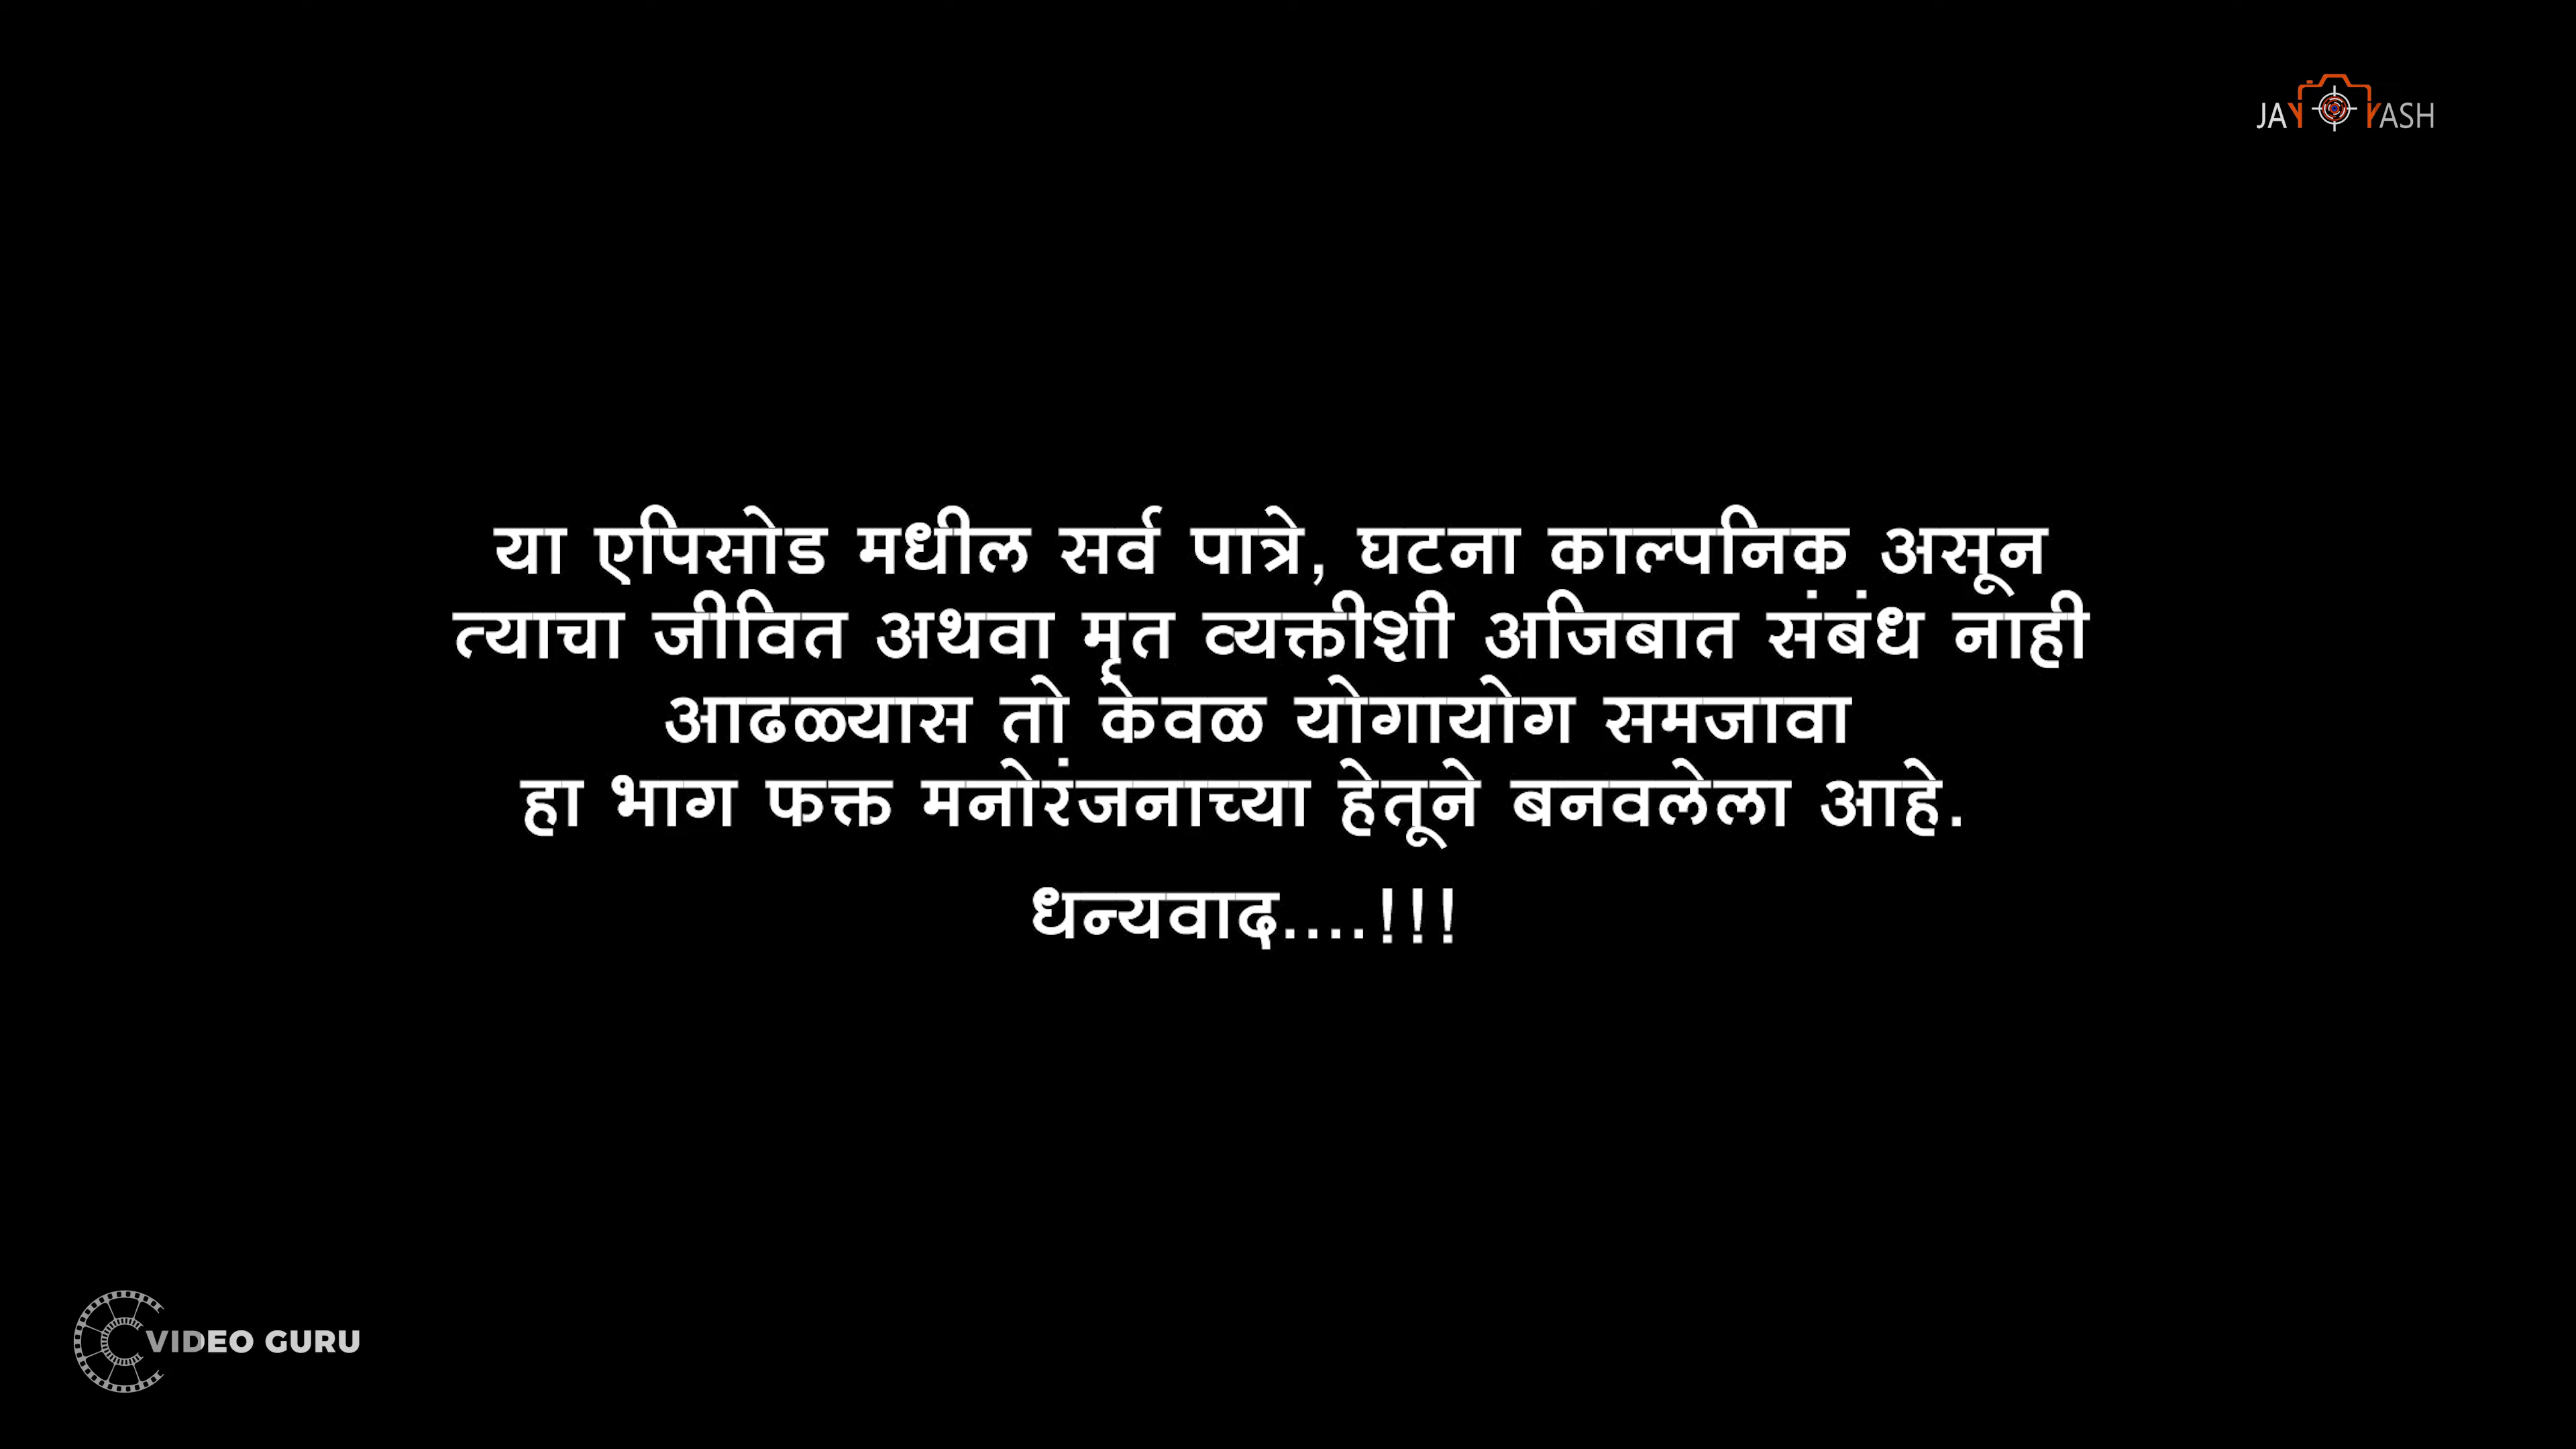 JAY YASH
या एपिसोड मधील सर्व पात्रे, घटना काल्पनिक असून
त्याचा जीवित अथवा मृत व्यक्तीशी अजिबात संबंध नाही
आढळ्यास तो केवळ योगायोग समजावा
हा भाग फक्त मनोरंजनाच्या हेतूने बनवलेला आहे.
धन्यवाद....!!!
VIDEO GURU